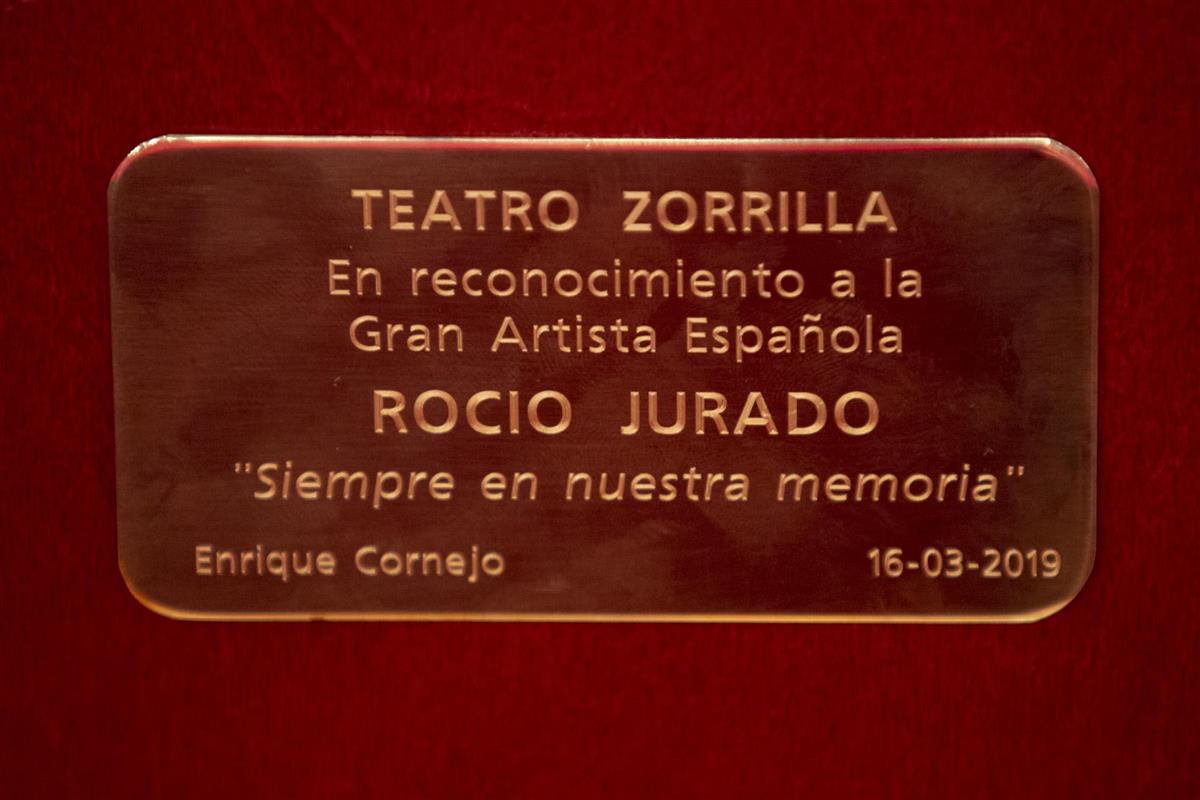 TEATRO ZORRILLA
En reconocimiento a la
Gran Artista Española
ROCIO JURADO
"Siempre en nuestra memoria"
Enrique Cornejo 16-03-2019